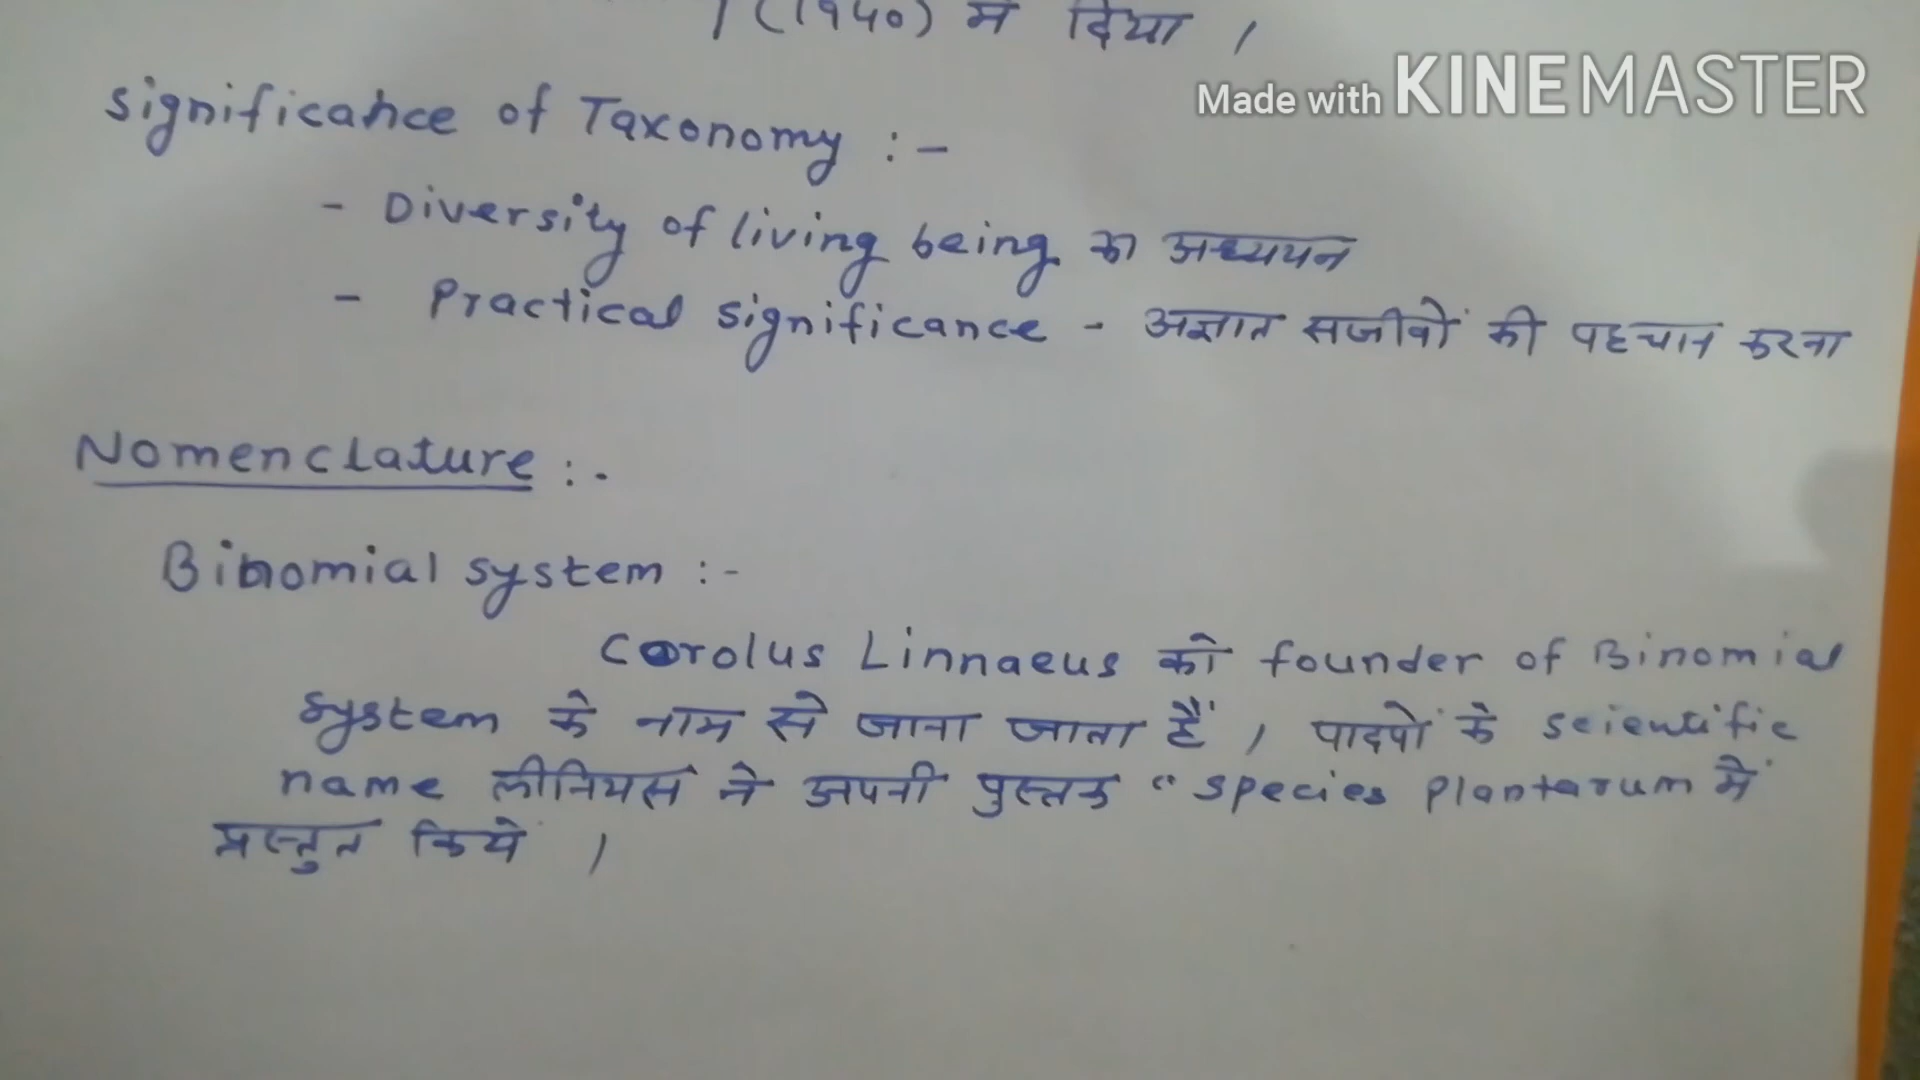 (1940) में दिया ।
Made with KINEMASTER
Significance of Taxonomy :-
- Diversity of living being का अध्ययन
- Practical significance - अज्ञात सजीवों की पहचान करना
Nomenclature :-
Binomial system :-
Carolus Linnaeus को founder of Binomial
System के नाम से जाना जाता हैं , पादपों के scientific
name लीनियस ने अपनी पुस्तक " species Plantarum में
प्रस्तुत किये ।